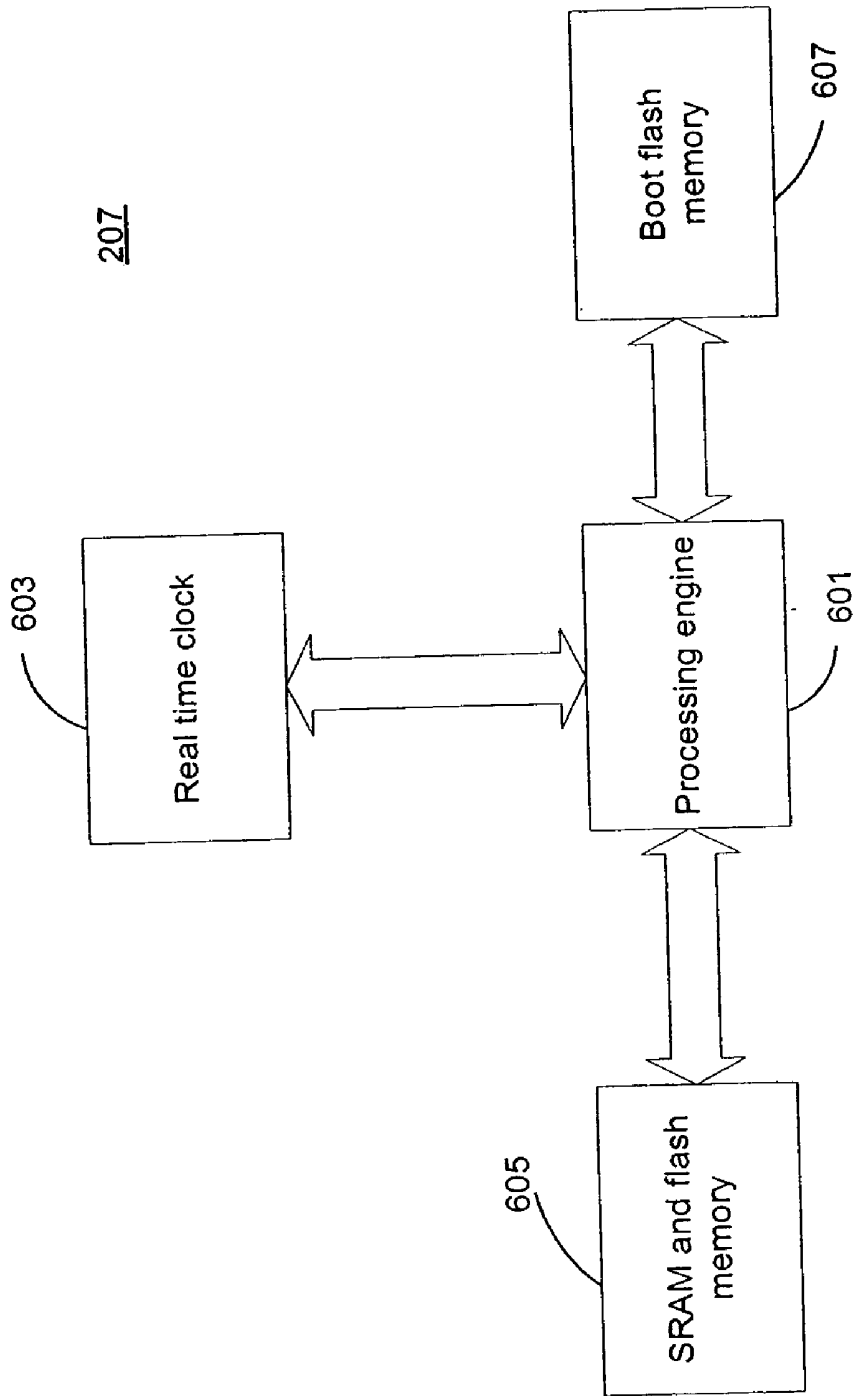 207
603
Real time clock
605
SRAM and flash
memory
Processing engine
601
Boot flash
memory
607